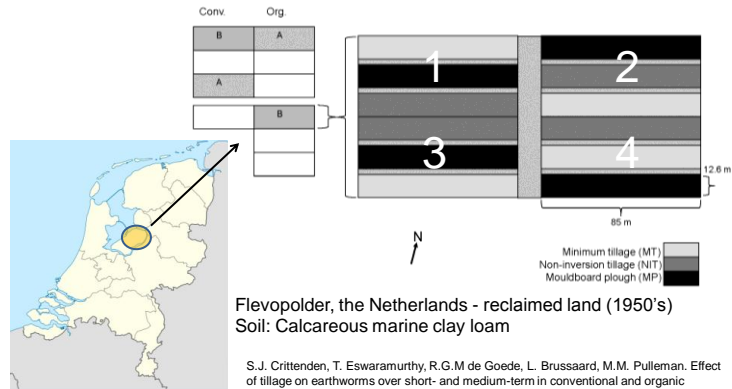 Conv. Org.
B A
A
B
1 2
3 4
12.6 m
85 m
N
Minimum tillage (MT)
Non-inversion tillage (NIT)
Mouldboard plough (MP)
Flevopolder, the Netherlands - reclaimed land (1950's)
Soil: Calcareous marine clay loam
S.J. Crittenden, T. Eswaramurthy, R.G.M de Goede, L. Brussaard, M.M. Pulleman. Effect
of tillage on earthworms over short- and medium-term in conventional and organic